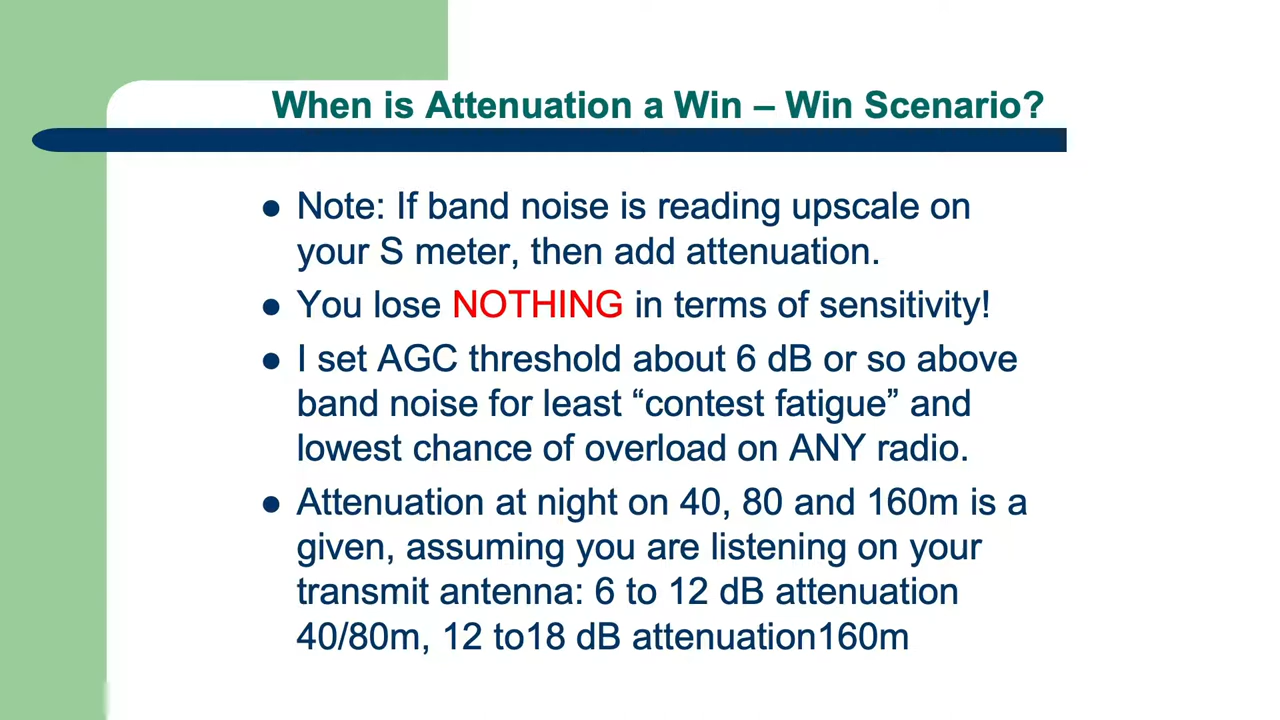 When is Attenuation a Win – Win Scenario?
● Note: If band noise is reading upscale on
your S meter, then add attenuation.
● You lose NOTHING in terms of sensitivity!
● I set AGC threshold about 6 dB or so above
band noise for least “contest fatigue” and
lowest chance of overload on ANY radio.
● Attenuation at night on 40, 80 and 160m is a
given, assuming you are listening on your
transmit antenna: 6 to 12 dB attenuation
40/80m, 12 to18 dB attenuation160m